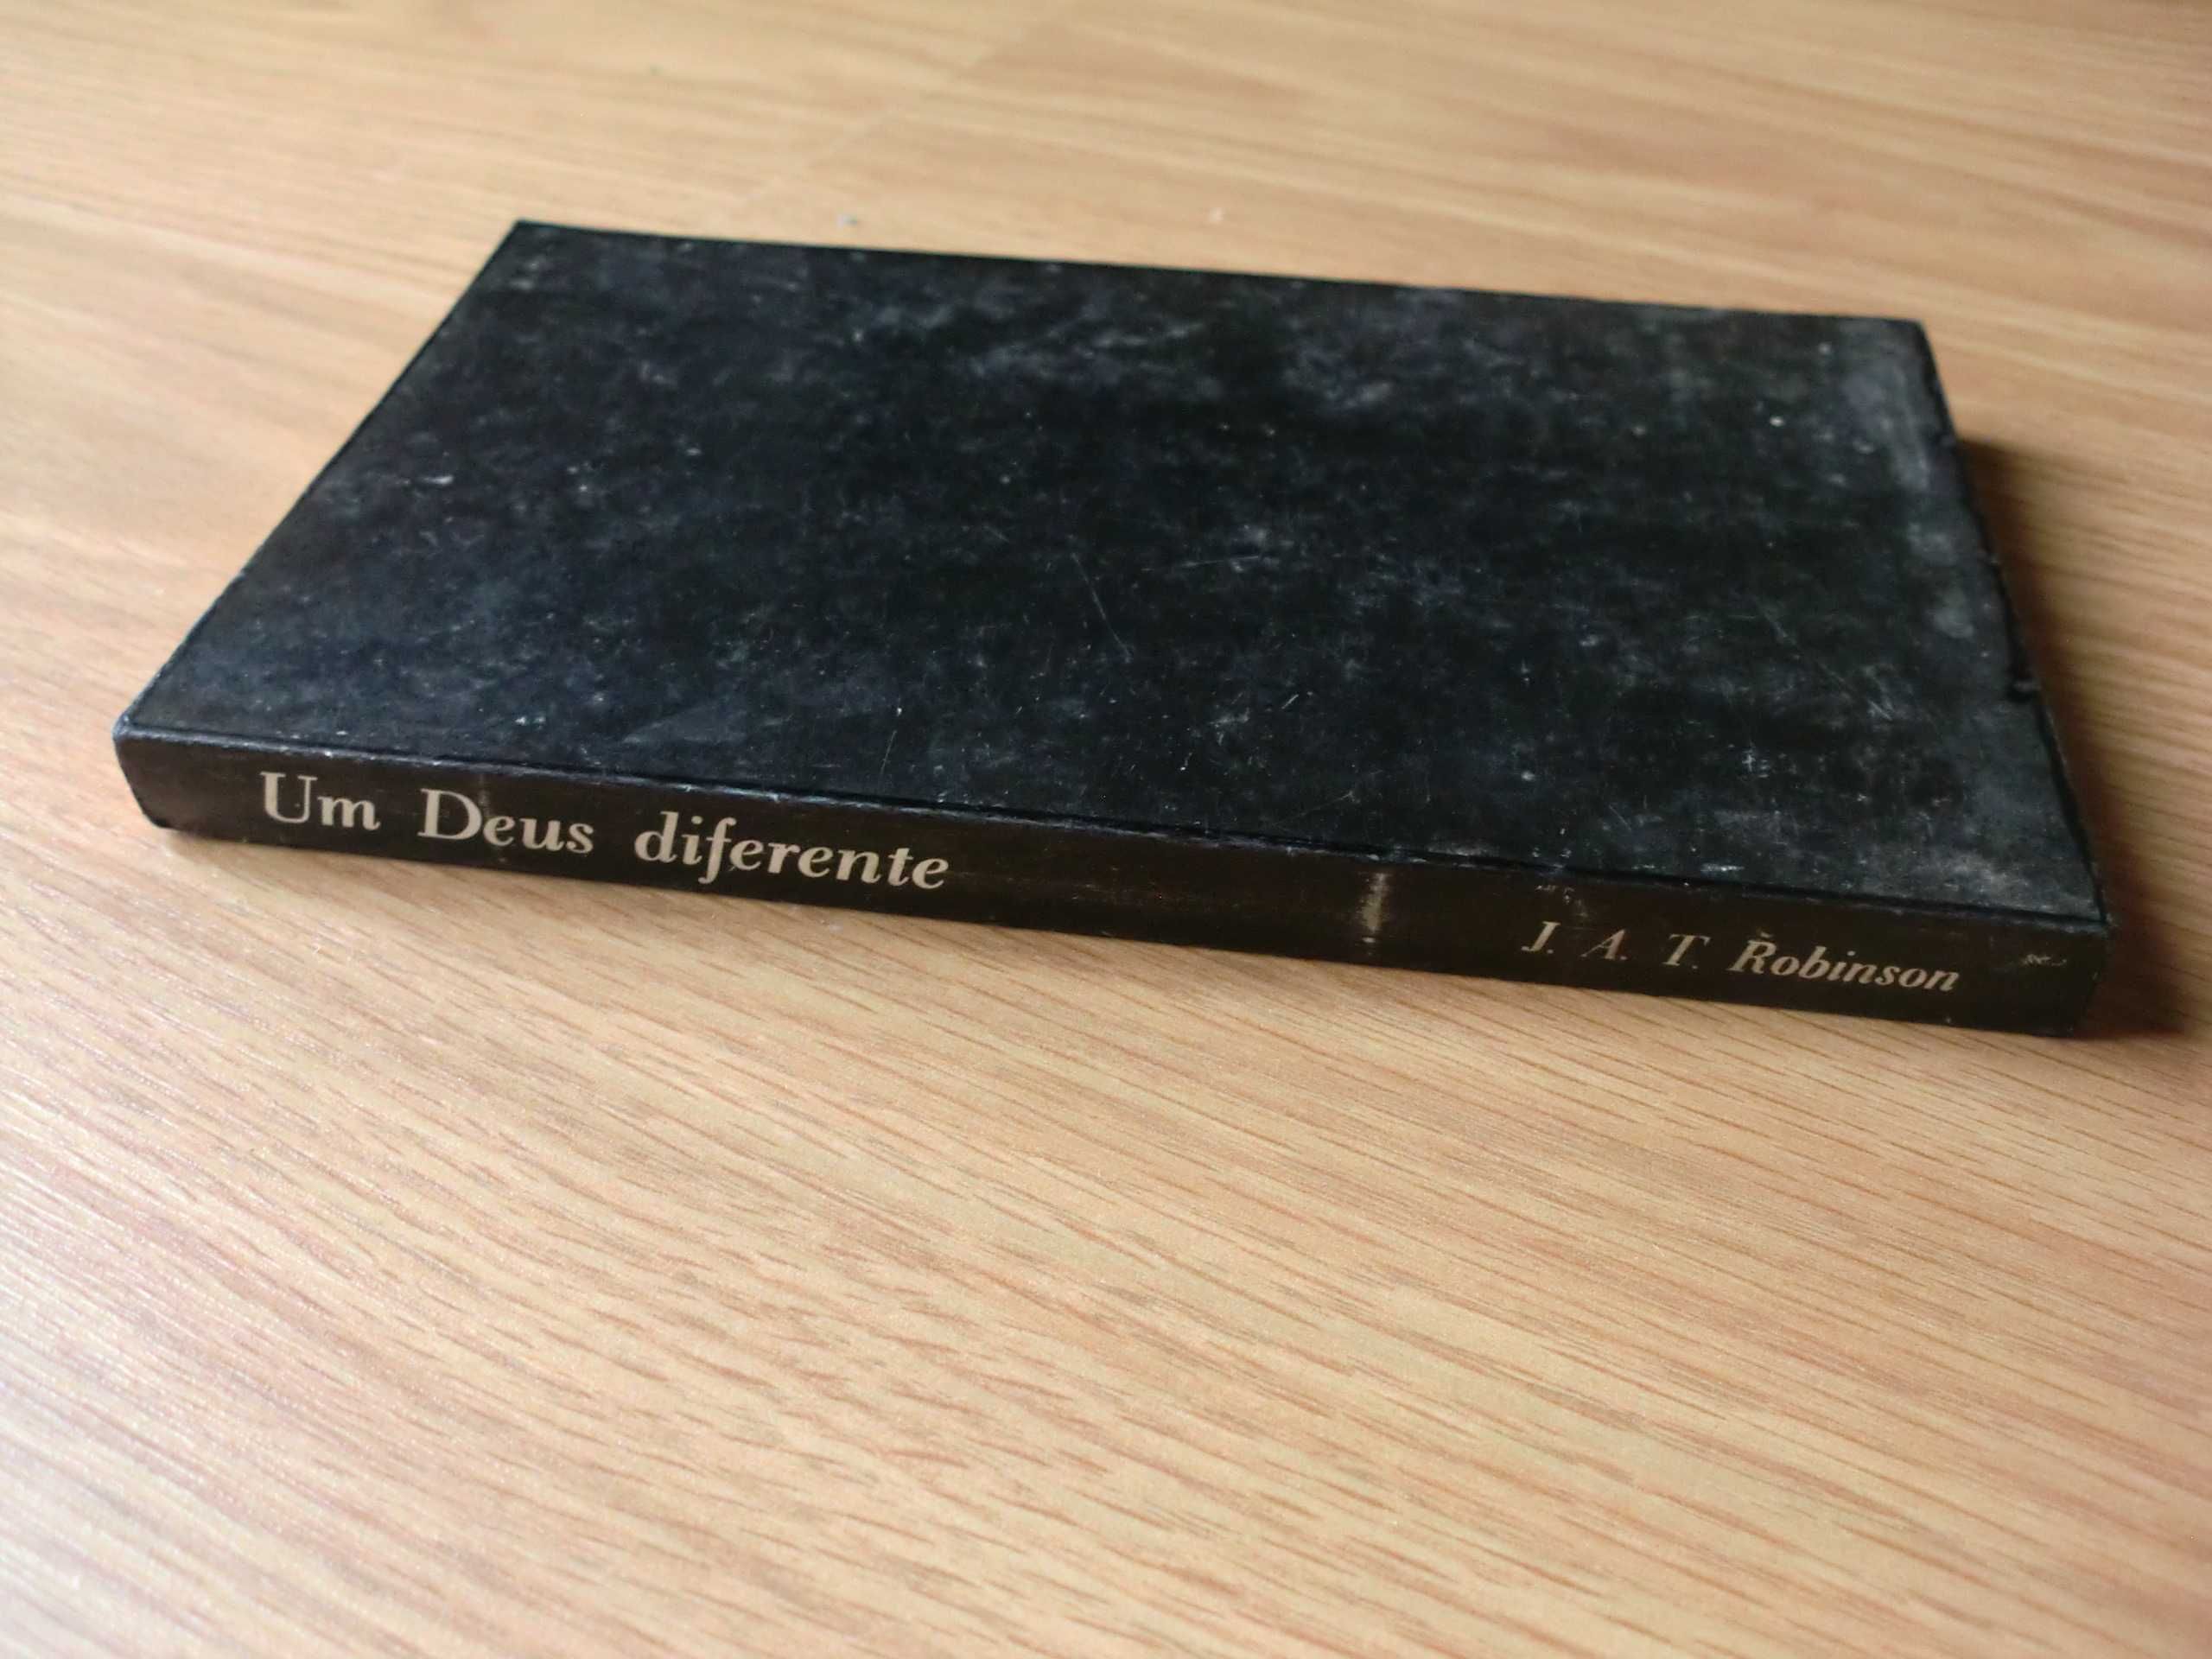 Um Deus diferente
J. A. T. Robinson